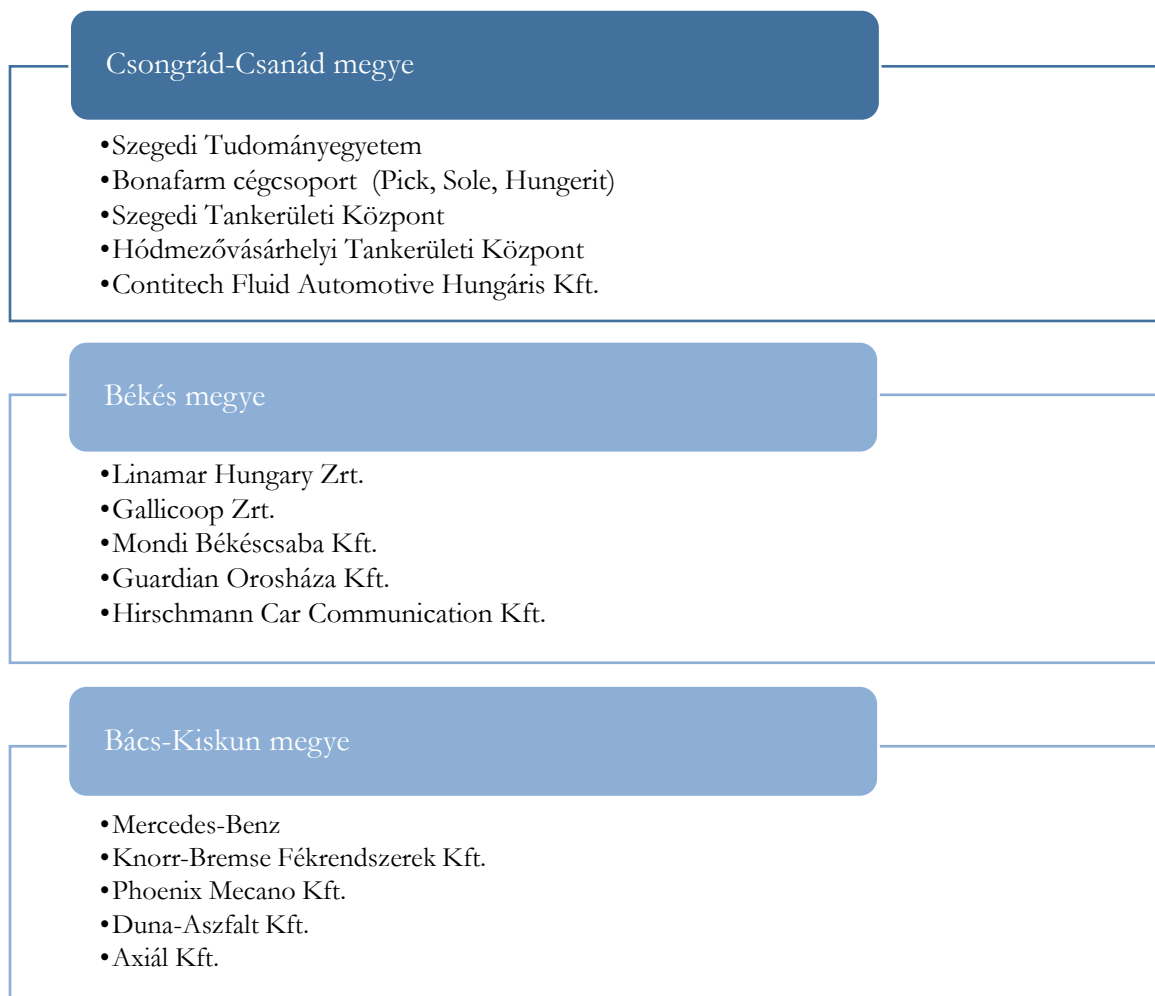 Csongrád-Csanád megye
•Szegedi Tudományegyetem
•Bonafarm cégcsoport (Pick, Sole, Hungerit)
•Szegedi Tankerületi Központ
•Hódmezővásárhelyi Tankerületi Központ
•Contitech Fluid Automotive Hungáris Kft.
Békés megye
•Linamar Hungary Zrt.
•Gallicoop Zrt.
•Mondi Békéscsaba Kft.
•Guardian Orosháza Kft.
•Hirschmann Car Communication Kft.
Bács-Kiskun megye
•Mercedes-Benz
•Knorr-Bremse Fékrendszerek Kft.
•Phoenix Mecano Kft.
•Duna-Aszfalt Kft.
•Axiál Kft.